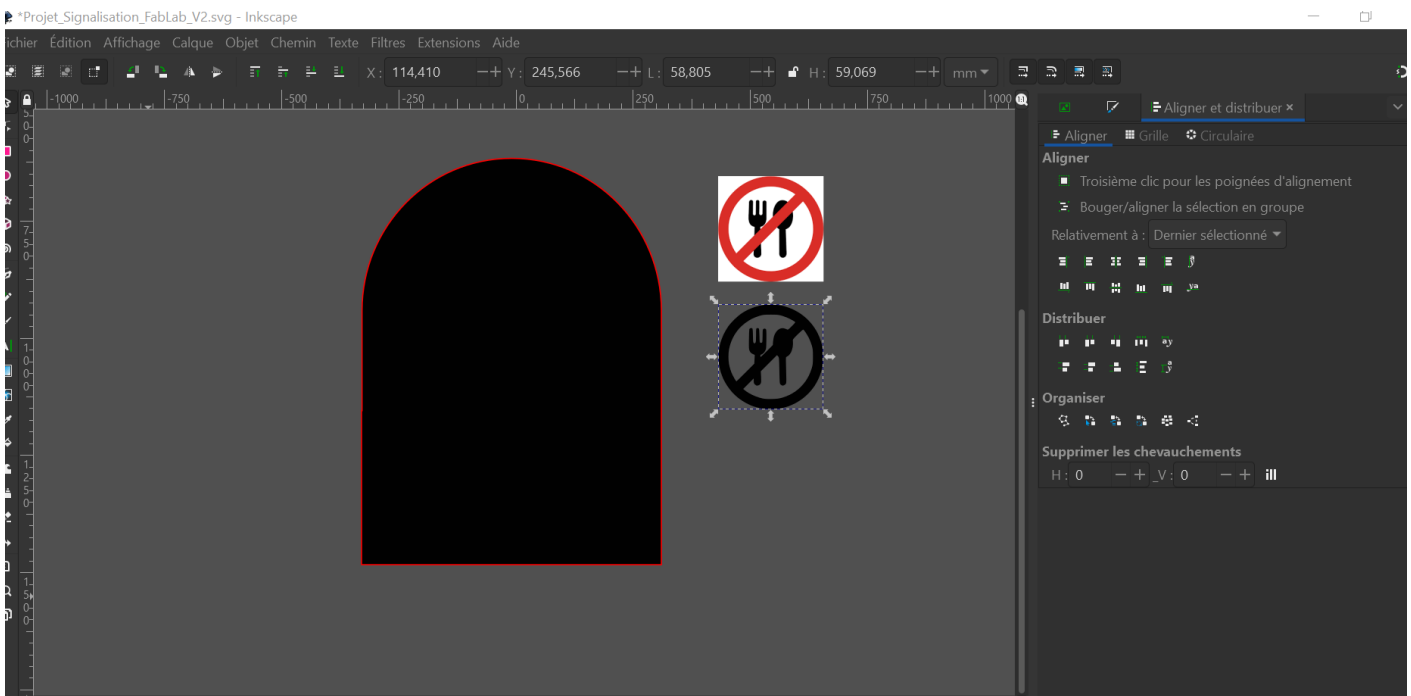 *Projet_Signalisation_FabLab_V2.svg - Inkscape
ichier Édition Affichage Calque Objet Chemin Texte Filtres Extensions Aide
X : 114,410 Y : 245,566 L : 58,805 H : 59,069 mm
-1000 -750 -500 -250 0 250 500 750 1000
Aligner et distribuer
Aligner Grille Circulaire
Aligner
Troisième clic pour les poignées d'alignement
Bouger/aligner la sélection en groupe
Relativement à : Dernier sélectionné
Distribuer
Organiser
Supprimer les chevauchements
H : 0 _V : 0